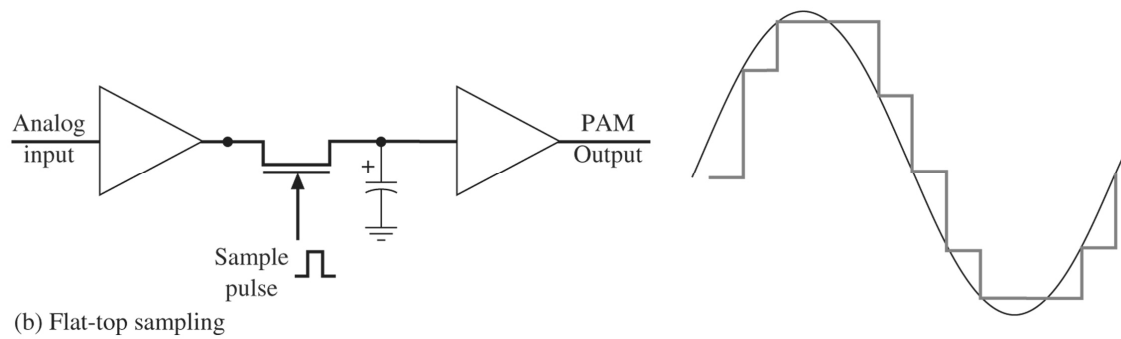 Analog
input
PAM
Output
+
Sample
pulse
(b) Flat-top sampling